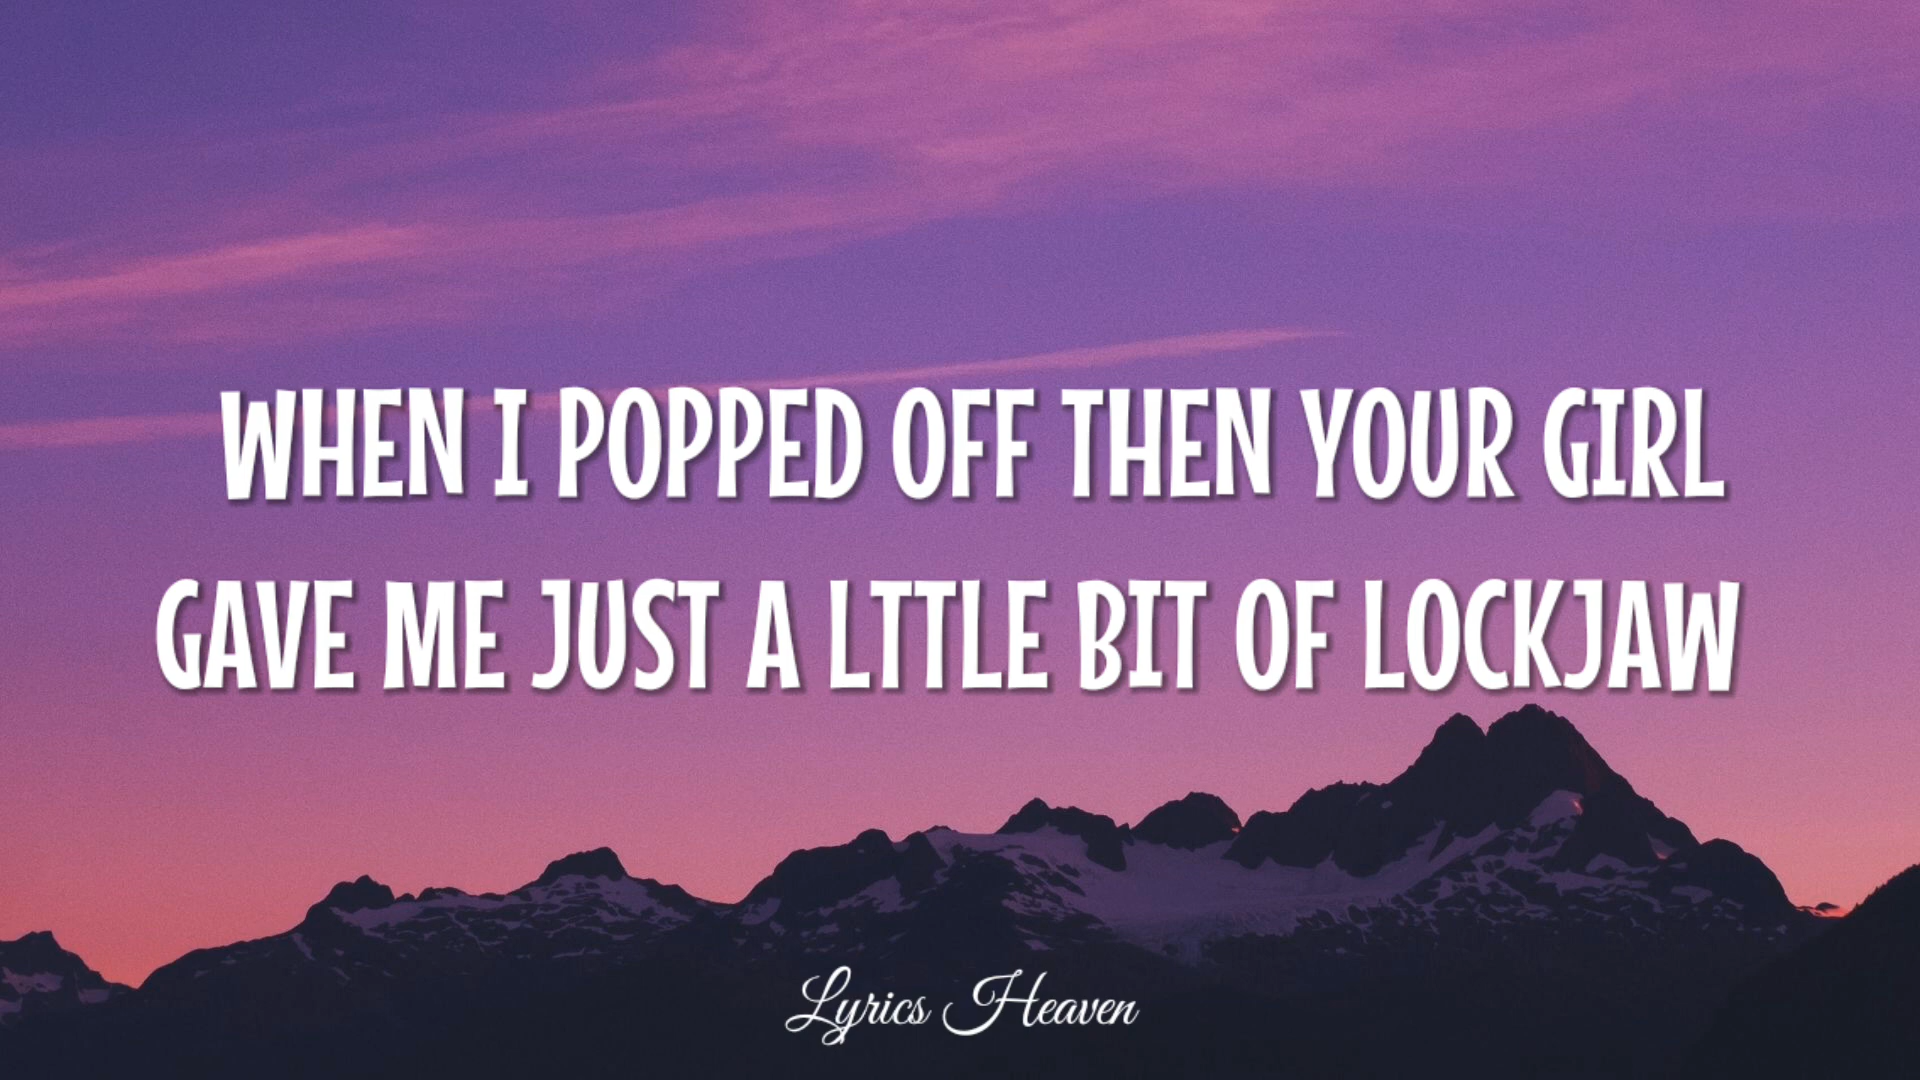 WHEN I POPPED OFF THEN YOUR GIRL
GAVE ME JUST A LTTLE BIT OF LOCKJAW
Lyrics Heaven